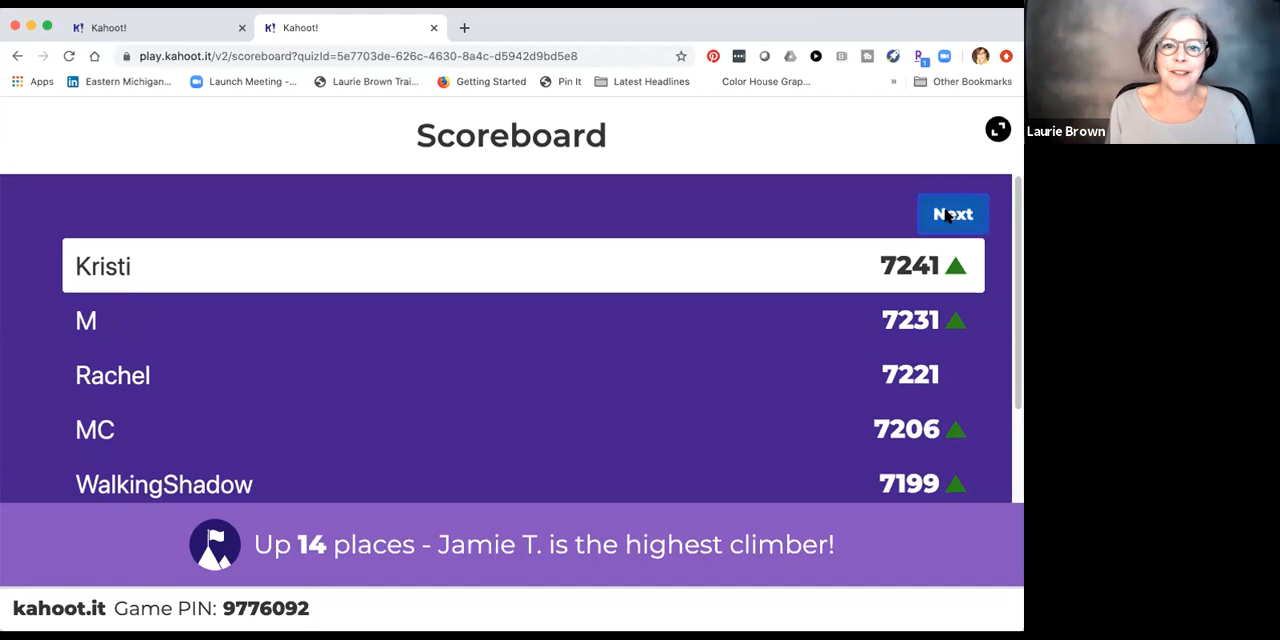 K! Kahoot!
K! Kahoot!
play.kahoot.it/v2/scoreboard?quizId=5e7703de-626c-4630-8a4c-d5942d9bd5e8
Apps
Eastern Michigan...
Launch Meeting -...
Laurie Brown Trai...
Getting Started
Pin It
Latest Headlines
Color House Grap...
»
Other Bookmarks
Laurie Brown
Scoreboard
Next
Kristi 7241
M 7231
Rachel 7221
MC 7206
WalkingShadow 7199
Up 14 places - Jamie T. is the highest climber!
kahoot.it Game PIN: 9776092